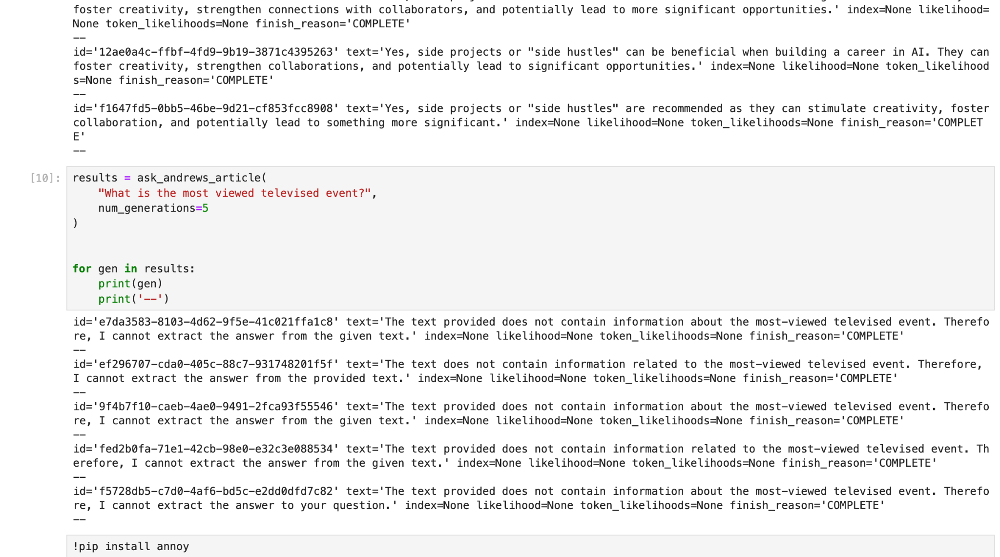 foster creativity, strengthen connections with collaborators, and potentially lead to more significant opportunities.' index=None likelihood=
None token_likelihoods=None finish_reason='COMPLETE'
--
id='12ae0a4c-ffbf-4fd9-9b19-3871c4395263' text='Yes, side projects or "side hustles" can be beneficial when building a career in AI. They can
foster creativity, strengthen collaborations, and potentially lead to significant opportunities.' index=None likelihood=None token_likelihood
s=None finish_reason='COMPLETE'
--
id='f1647fd5-0bb5-46be-9d21-cf853fcc8908' text='Yes, side projects or "side hustles" are recommended as they can stimulate creativity, foster
collaboration, and potentially lead to something more significant.' index=None likelihood=None token_likelihoods=None finish_reason='COMPLET
E'
--
[10]: results = ask_andrews_article(
    "What is the most viewed televised event?",
    num_generations=5
)
for gen in results:
    print(gen)
    print('--')
id='e7da3583-8103-4d62-9f5e-41c021ffa1c8' text='The text provided does not contain information about the most-viewed televised event. Therefo
re, I cannot extract the answer from the given text.' index=None likelihood=None token_likelihoods=None finish_reason='COMPLETE'
--
id='ef296707-cda0-405c-88c7-931748201f5f' text='The text does not contain information related to the most-viewed televised event. Therefore,
I cannot extract the answer from the provided text.' index=None likelihood=None token_likelihoods=None finish_reason='COMPLETE'
--
id='9f4b7f10-caeb-4ae0-9491-2fca93f55546' text='The text provided does not contain information about the most-viewed televised event. Therefo
re, I cannot extract the answer from the given text.' index=None likelihood=None token_likelihoods=None finish_reason='COMPLETE'
--
id='fed2b0fa-71e1-42cb-98e0-e32c3e088534' text='The text provided does not contain information related to the most-viewed televised event. Th
erefore, I cannot extract the answer from the given text.' index=None likelihood=None token_likelihoods=None finish_reason='COMPLETE'
--
id='f5728db5-c7d0-4af6-bd5c-e2dd0dfd7c82' text='The text provided does not contain information about the most-viewed televised event. Therefo
re, I cannot extract the answer to your question.' index=None likelihood=None token_likelihoods=None finish_reason='COMPLETE'
--
!pip install annoy